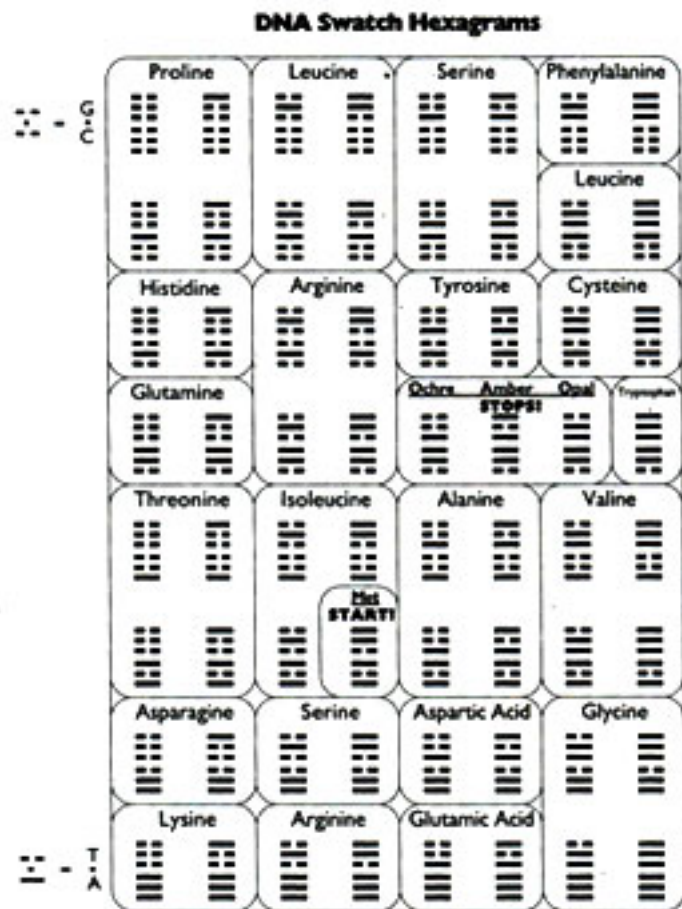 DNA Swatch Hexagrams
Proline Leucine Serine Phenylalanine
G
C
Leucine
Histidine Arginine Tyrosine Cysteine
Glutamine Ochre Amber Opal Tryptophan
STOPS!
Threonine Isoleucine Alanine Valine
Met
START!
Asparagine Serine Aspartic Acid Glycine
Lysine Arginine Glutamic Acid
T
A